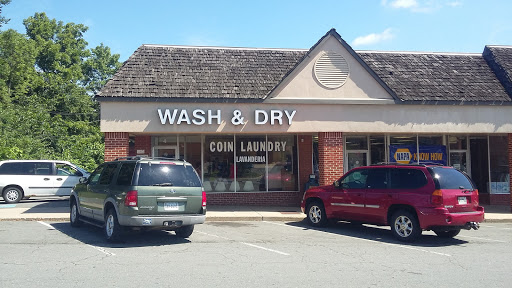 WASH & DRY
COIN LAUNDRY
LAVANDERIA
NAPA KNOW HOW